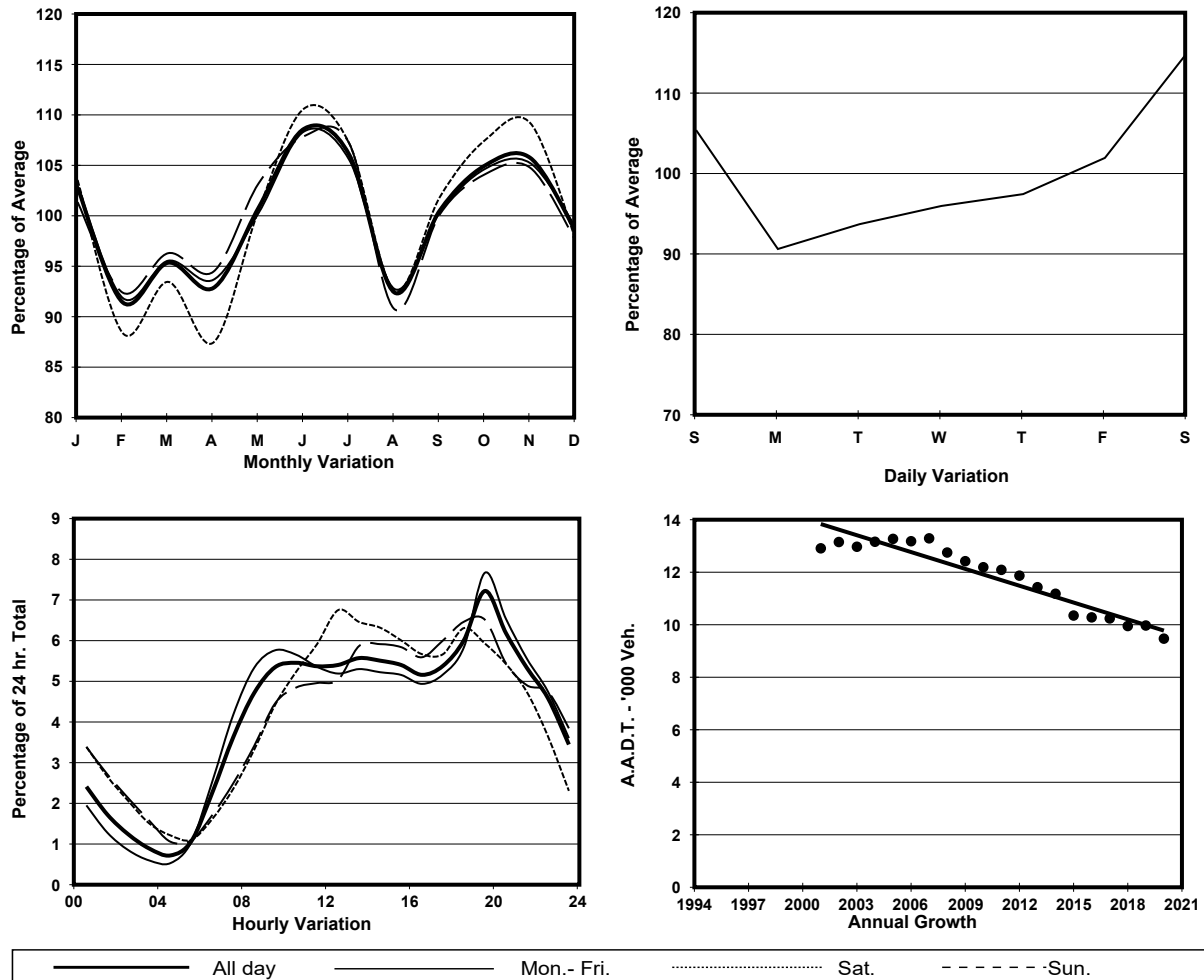 120
115
110
105
100
95
90
85
80
Percentage of Average
J F M A M J J A S O N D
Monthly Variation
120
110
100
90
80
70
Percentage of Average
S M T W T F S
Daily Variation
9
8
7
6
5
4
3
2
1
0
Percentage of 24 hr. Total
00 04 08 12 16 20 24
Hourly Variation
14
12
10
8
6
4
2
0
A.A.D.T. - '000 Veh.
1994 1997 2000 2003 2006 2009 2012 2015 2018 2021
Annual Growth
All day Mon.- Fri. Sat. Sun.